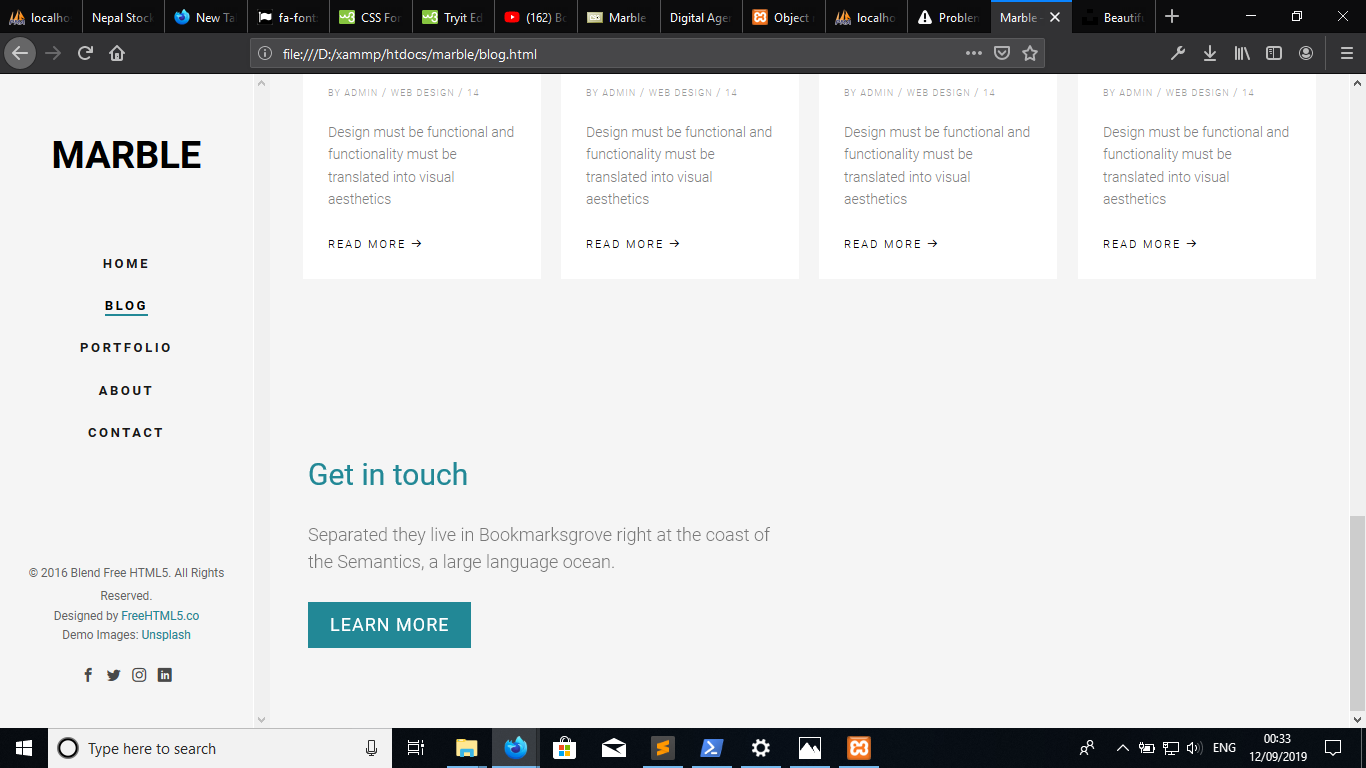 localho
Nepal Stock
New Ta
fa-font
CSS For
Tryit Ed
(162) Bo
Marble
Digital Agen
Object
localho
Problem
Marble
Beautifu
file:///D:/xammp/htdocs/marble/blog.html
MARBLE
HOME
BLOG
PORTFOLIO
ABOUT
CONTACT
© 2016 Blend Free HTML5. All Rights
Reserved.
Designed by FreeHTML5.co
Demo Images: Unsplash
BY ADMIN / WEB DESIGN / 14
Design must be functional and
functionality must be
translated into visual
aesthetics
READ MORE →
BY ADMIN / WEB DESIGN / 14
Design must be functional and
functionality must be
translated into visual
aesthetics
READ MORE →
BY ADMIN / WEB DESIGN / 14
Design must be functional and
functionality must be
translated into visual
aesthetics
READ MORE →
BY ADMIN / WEB DESIGN / 14
Design must be functional and
functionality must be
translated into visual
aesthetics
READ MORE →
Get in touch
Separated they live in Bookmarksgrove right at the coast of
the Semantics, a large language ocean.
LEARN MORE
Type here to search
ENG
00:33
12/09/2019